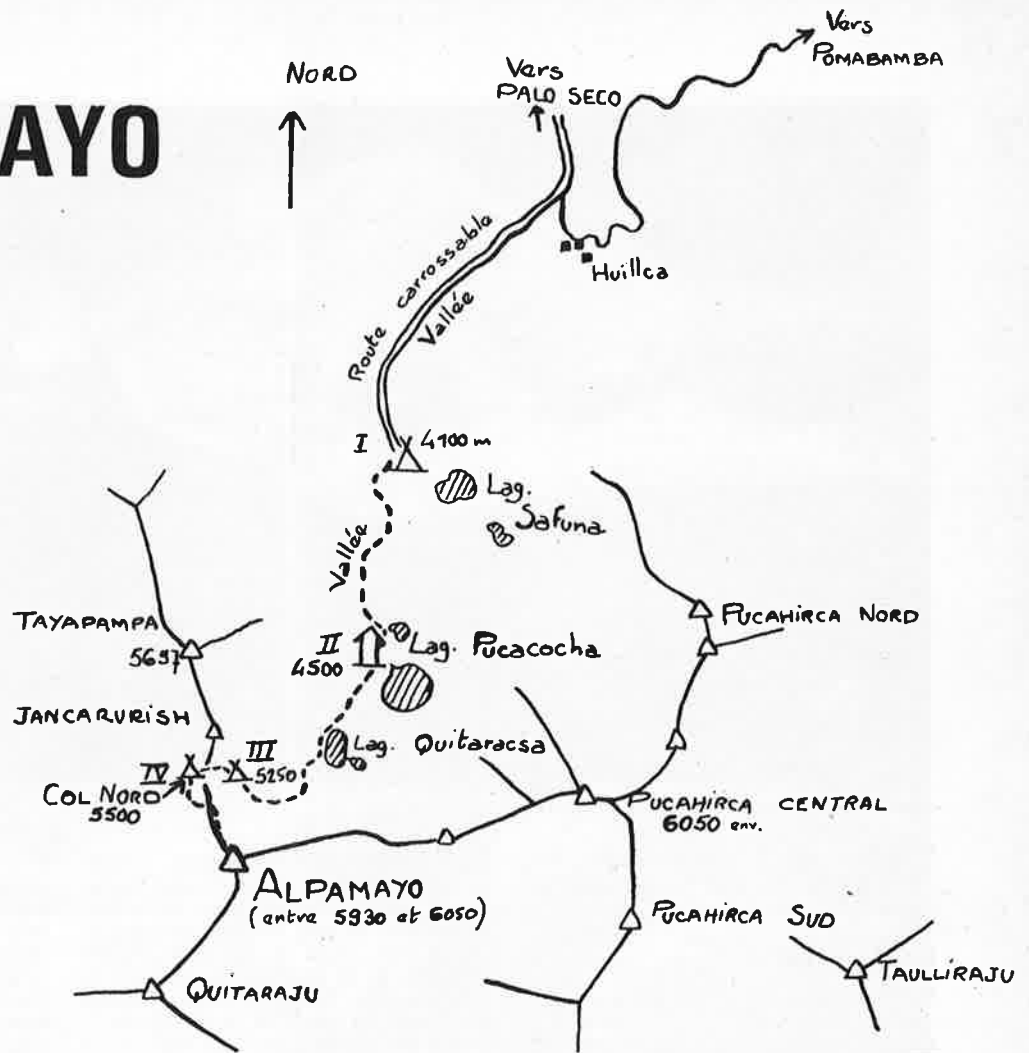 AYO
NORD
Vers
PALO SECO
Vers
POMABAMBA
Route carrossable
Vallée
Huillca
I
4100 m
Lag.
Safuna
Vallée
TAYAPAMPA
5697
II
4500
Lag. Pucacocha
PUCAHIRCA NORD
JANCARURISH
III
5250
Lag. Quitaracsa
IV
COL NORD
5500
PUCAHIRCA CENTRAL
6050 env.
ALPAMAYO
(entre 5930 et 6050)
PUCAHIRCA SUD
TAULLIRAJU
QUITARAJU